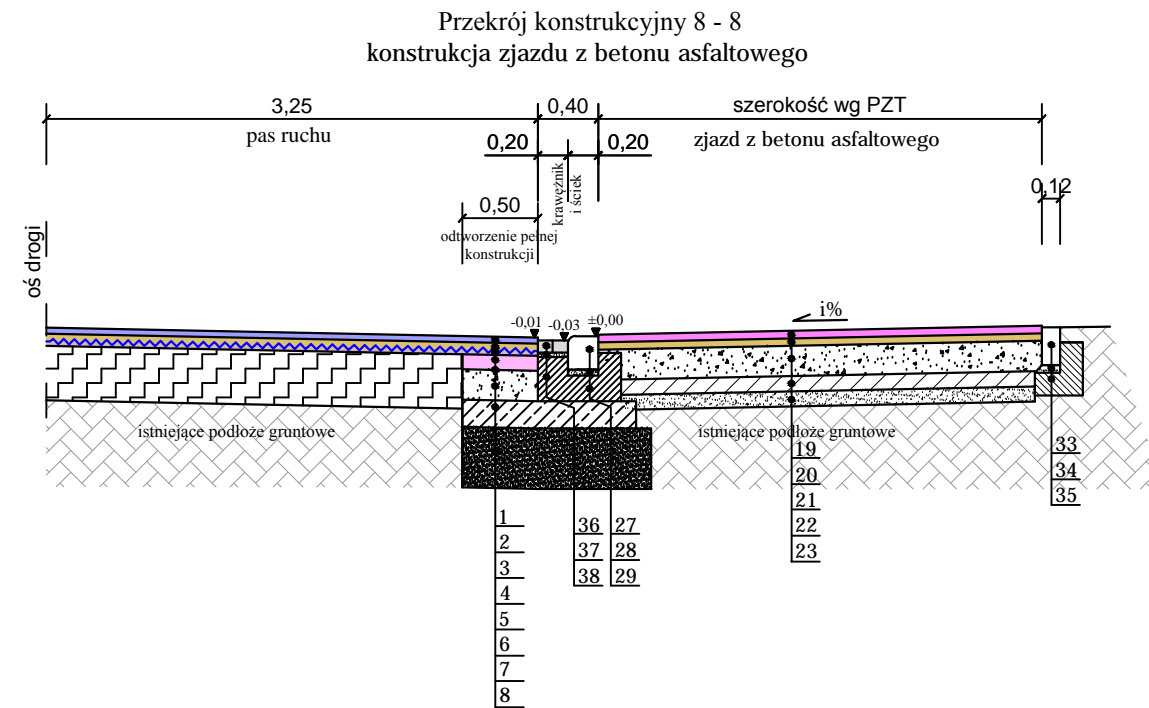 Przekrój konstrukcyjny 8 - 8
konstrukcja zjazdu z betonu asfaltowego
3,25
0,40
szerokość wg PZT
pas ruchu
zjazd z betonu asfaltowego
0,20
0,20
krawężnik
i ściek
0,12
0,50
odtworzenie pełnej
konstrukcji
oś drogi
-0,01
-0,03
±0,00
i%
istniejące podłoże gruntowe
istniejące podłoże gruntowe
19
20
21
22
23
33
34
35
1
2
3
4
5
6
7
8
36
37
38
27
28
29